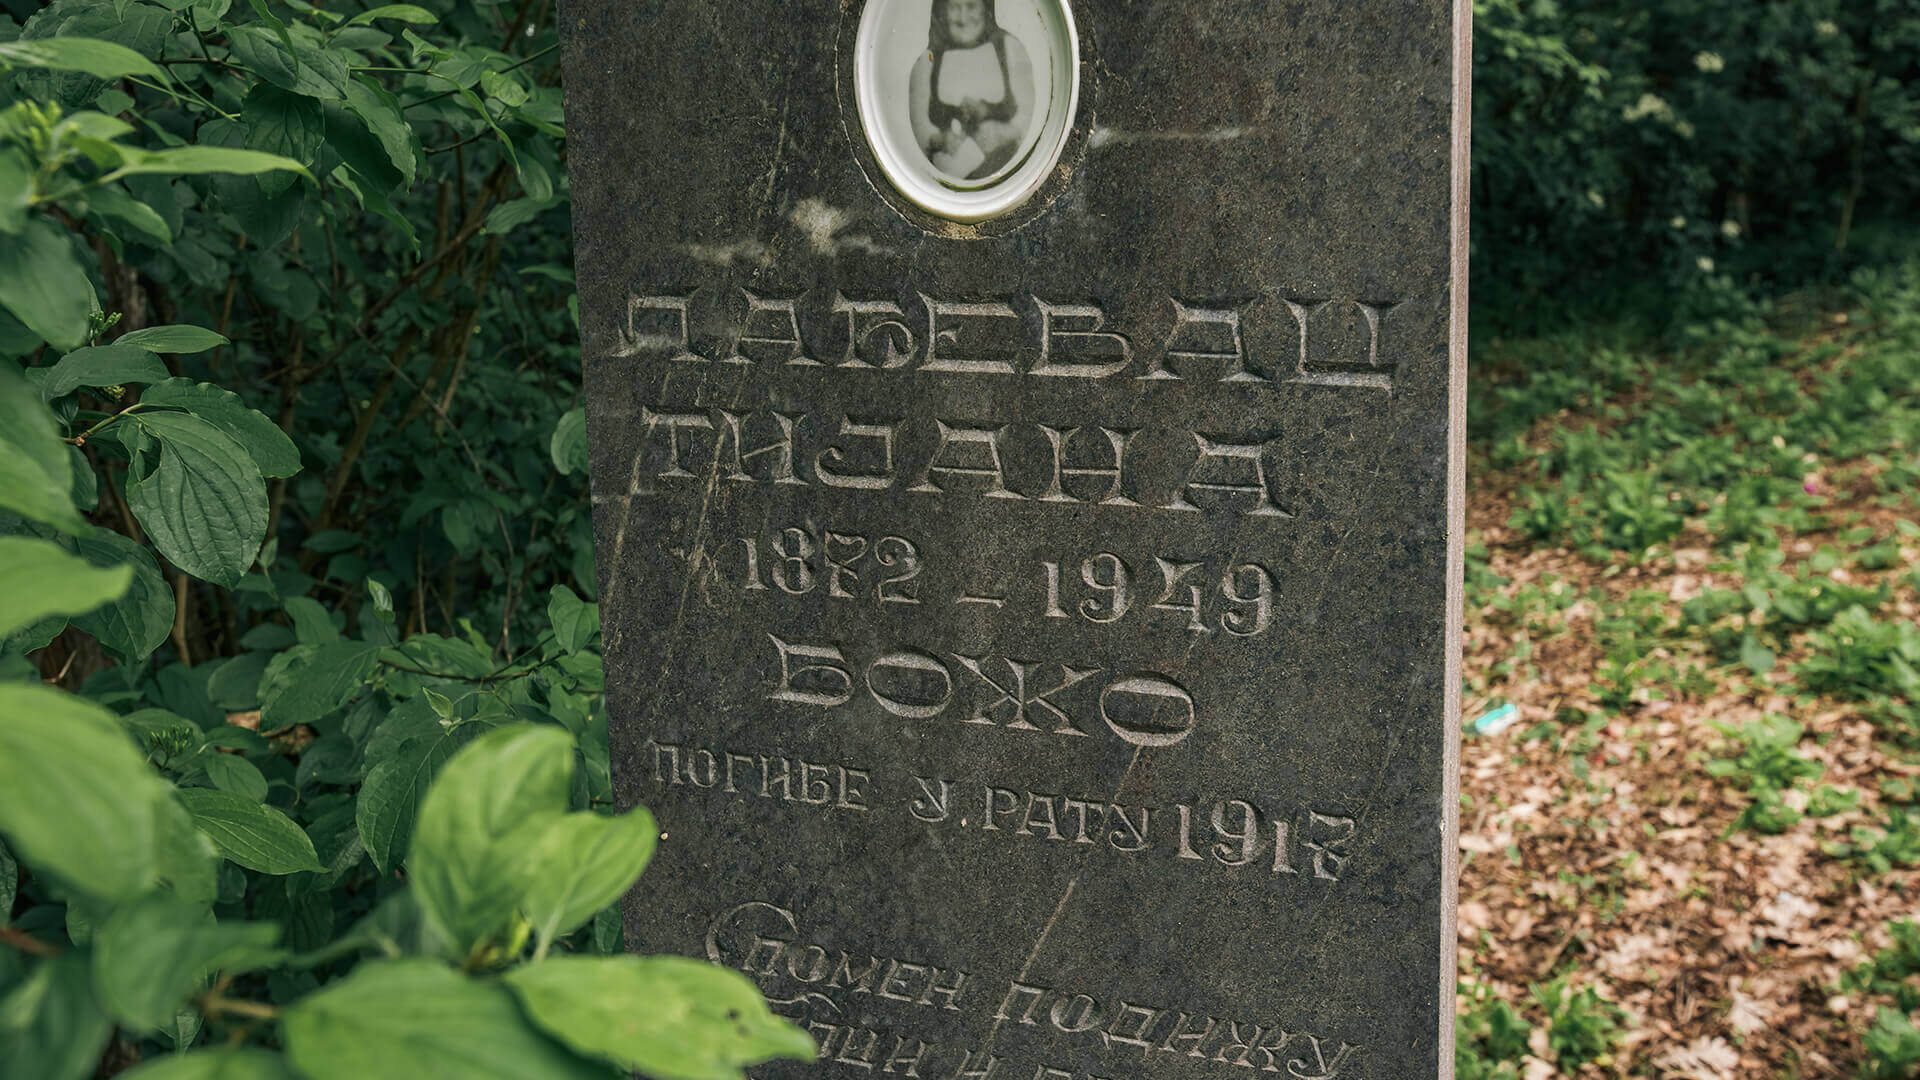 ЛАЂЕВАЦ
ТИЈАНА
1872 - 1949
БОЖО
ПОГИБЕ У РАТУ 1917
СПОМЕН ПОДИЖУ
И